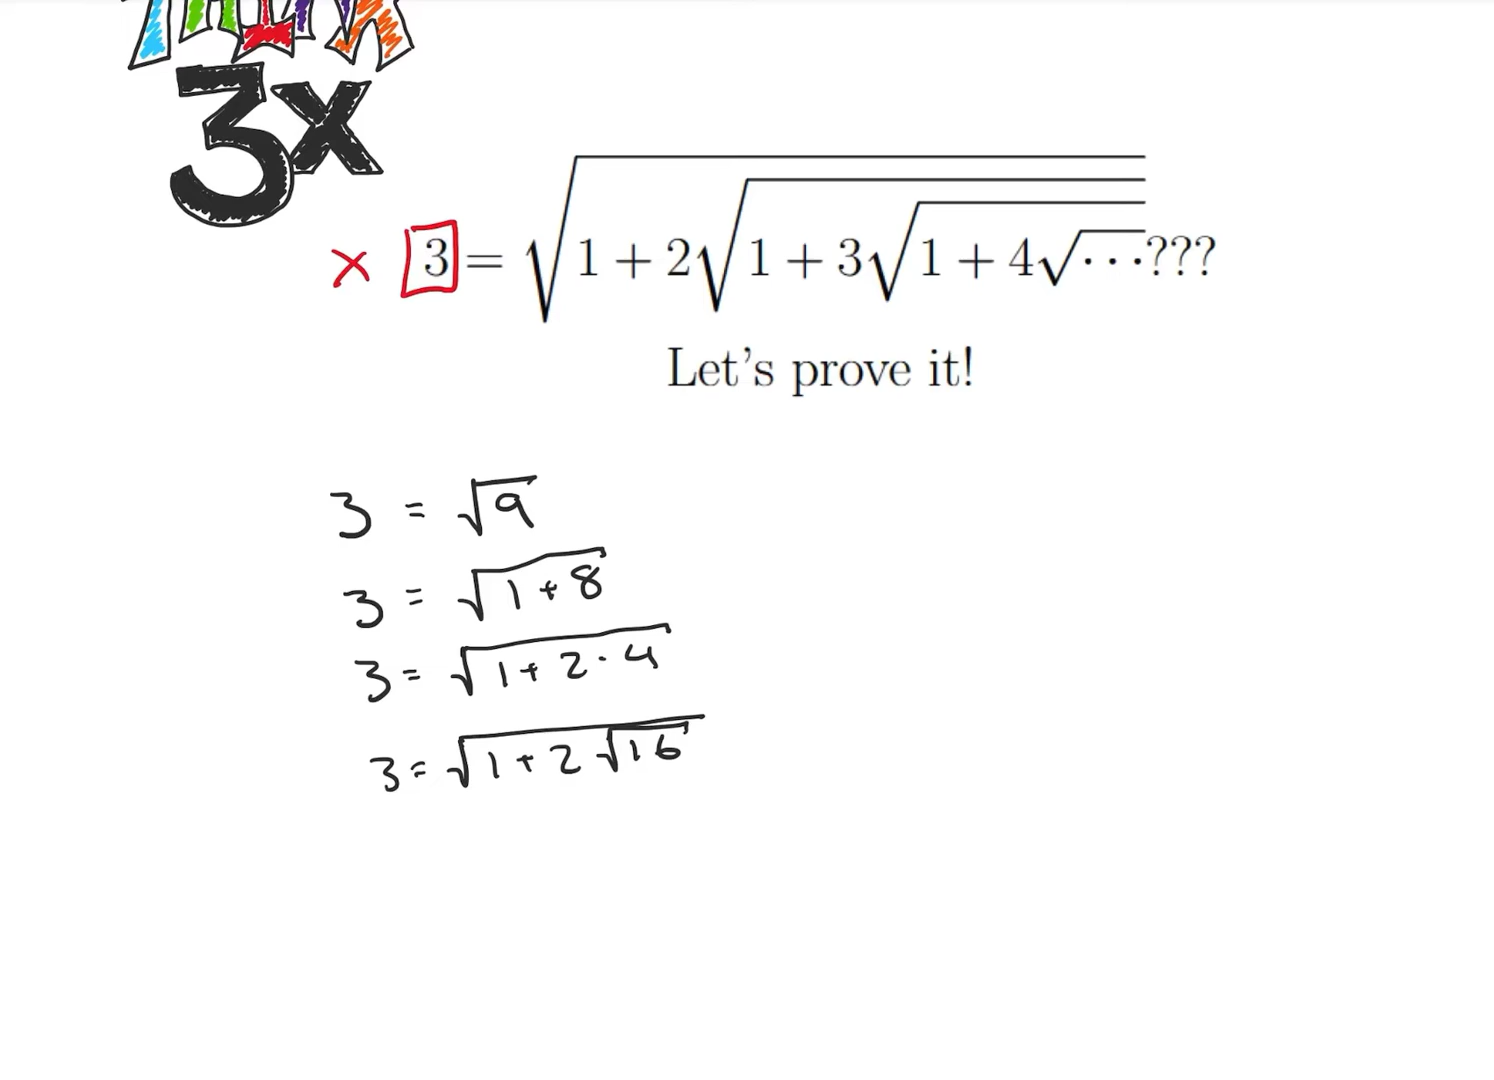 THINK
3x
× 3 = √(1 + 2√(1 + 3√(1 + 4√(⋯))))???
Let's prove it!
3 = √9
3 = √(1 + 8)
3 = √(1 + 2 · 4)
3 = √(1 + 2√16)